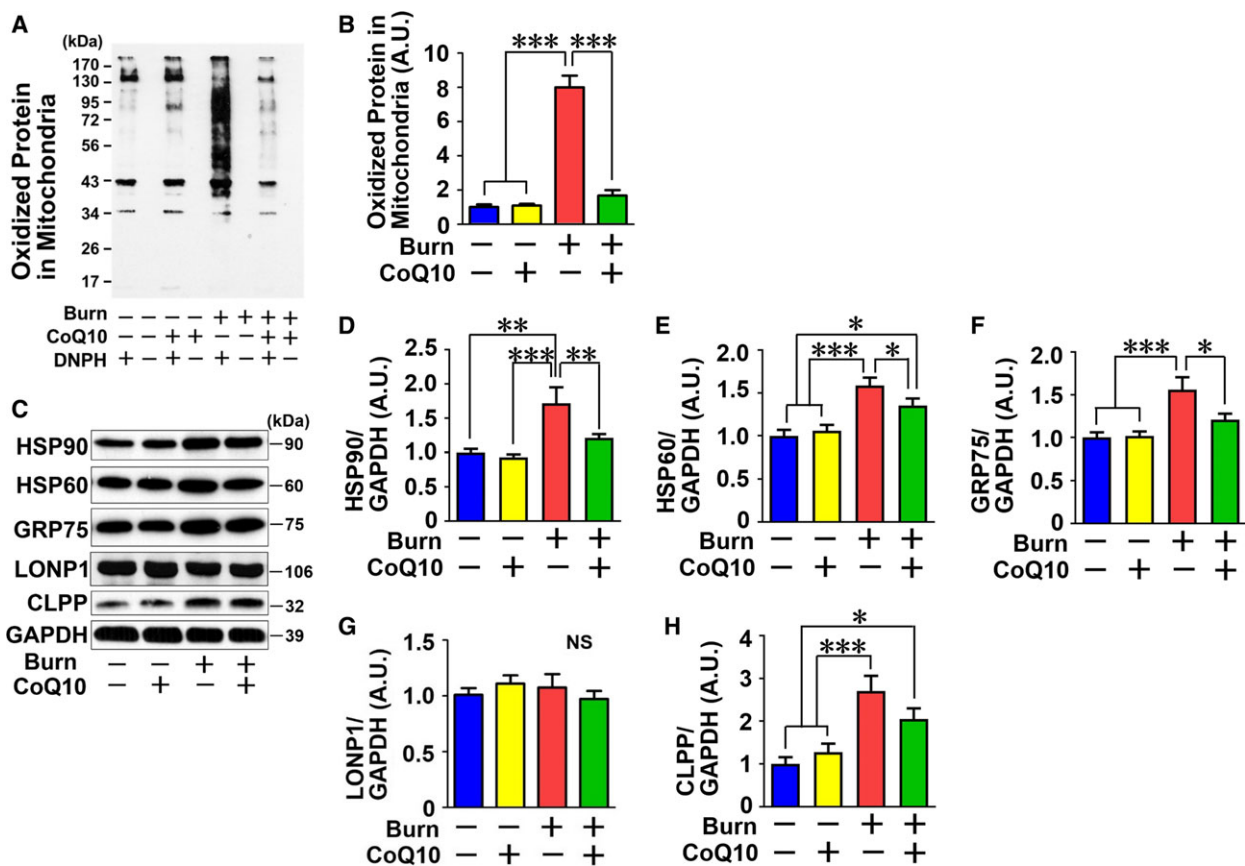 A
(kDa)
170
130
95
72
56
43
34
26
17
Oxidized Protein
in Mitochondria
Burn − − − − + + + +
CoQ10 − − + + − − + +
DNPH + − + − + − + −
B
*** ***
Oxidized Protein in
Mitochondria (A.U.)
10
8
6
4
2
0
Burn − − + +
CoQ10 − + − +
C
(kDa)
HSP90 90
HSP60 60
GRP75 75
LONP1 106
CLPP 32
GAPDH 39
Burn − − + +
CoQ10 − + − +
D
**
*** **
HSP90/
GAPDH (A.U.)
2.5
2.0
1.5
1.0
0.5
0
Burn − − + +
CoQ10 − + − +
E
*
*** *
HSP60/
GAPDH (A.U.)
2.0
1.5
1.0
0.5
0
Burn − − + +
CoQ10 − + − +
F
*** *
GRP75/
GAPDH (A.U.)
2.0
1.5
1.0
0.5
0
Burn − − + +
CoQ10 − + − +
G
NS
LONP1/
GAPDH (A.U.)
1.5
1.0
0.5
0.0
Burn − − + +
CoQ10 − + − +
H
*
***
CLPP/
GAPDH (A.U.)
4
3
2
1
0
Burn − − + +
CoQ10 − + − +